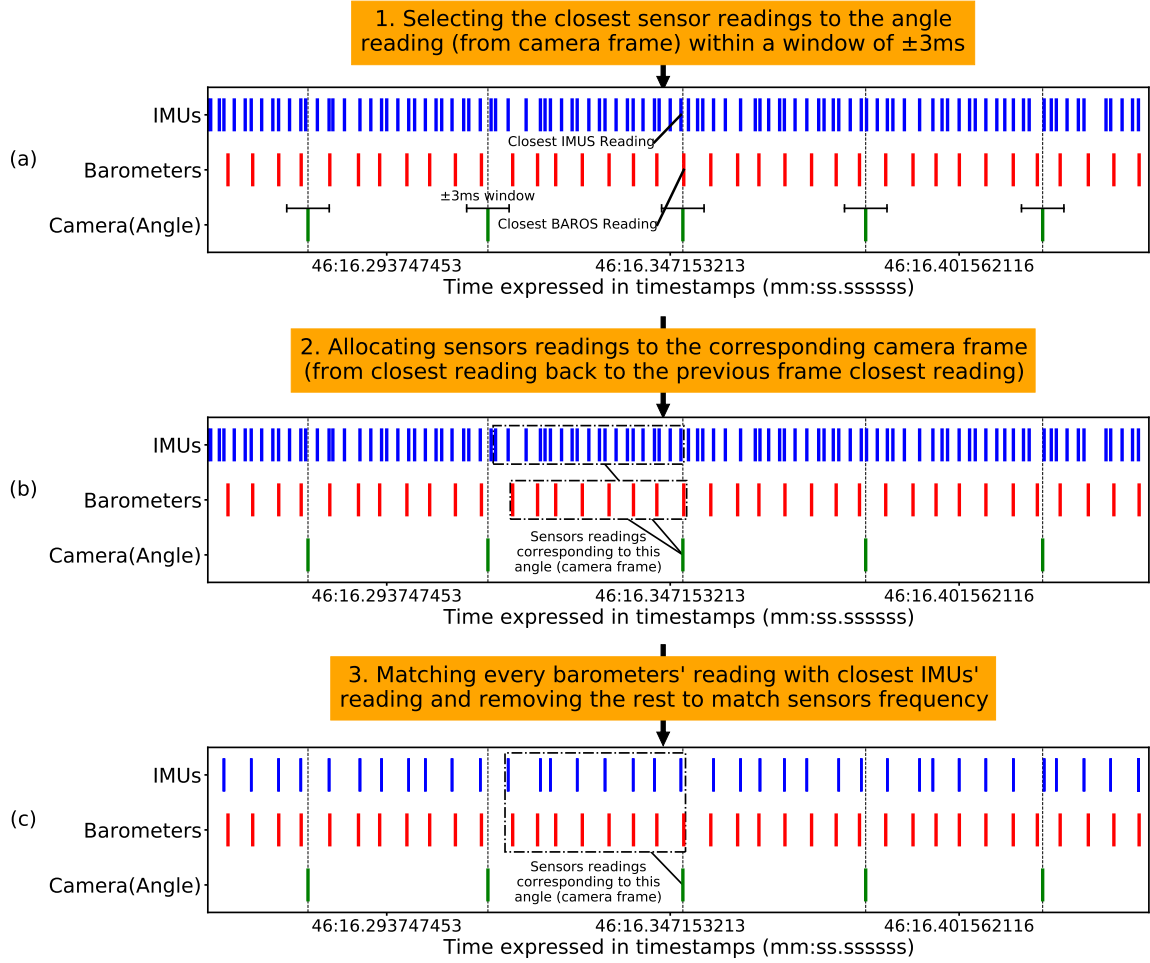 1. Selecting the closest sensor readings to the angle
reading (from camera frame) within a window of ±3ms
IMUs
Closest IMUS Reading
(a)
Barometers
±3ms window
Camera(Angle)
Closest BAROS Reading
46:16.293747453
46:16.347153213
46:16.401562116
Time expressed in timestamps (mm:ss.ssssss)
2. Allocating sensors readings to the corresponding camera frame
(from closest reading back to the previous frame closest reading)
IMUs
(b)
Barometers
Sensors readings
corresponding to this
angle (camera frame)
Camera(Angle)
46:16.293747453
46:16.347153213
46:16.401562116
Time expressed in timestamps (mm:ss.ssssss)
3. Matching every barometers' reading with closest IMUs'
reading and removing the rest to match sensors frequency
IMUs
(c)
Barometers
Sensors readings
corresponding to this
angle (camera frame)
Camera(Angle)
46:16.293747453
46:16.347153213
46:16.401562116
Time expressed in timestamps (mm:ss.ssssss)